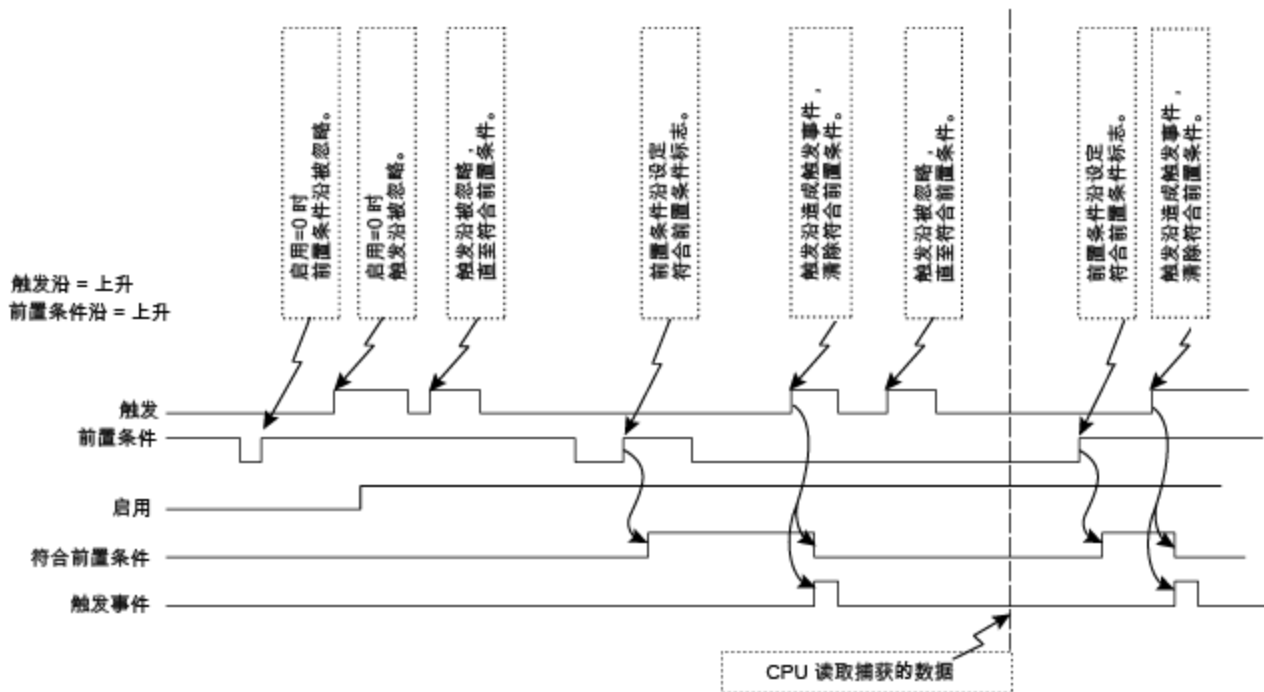 启用=0 时
前置条件沿被忽略。
启用=0 时
触发沿被忽略。
触发沿被忽略,
直至符合前置条件。
前置条件沿设定
符合前置条件标志。
触发沿造成触发事件,
清除符合前置条件。
触发沿被忽略,
直至符合前置条件。
前置条件沿设定
符合前置条件标志。
触发沿造成触发事件,
清除符合前置条件。
触发沿 = 上升
前置条件沿 = 上升
触发
前置条件
启用
符合前置条件
触发事件
CPU 读取捕获的数据